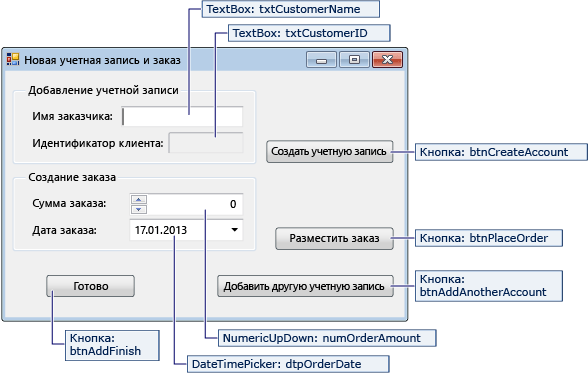 TextBox: txtCustomerName
TextBox: txtCustomerID
Новая учетная запись и заказ
Добавление учетной записи
Имя заказчика:
Идентификатор клиента:
Создать учетную запись
Кнопка: btnCreateAccount
Создание заказа
Сумма заказа:
0
Дата заказа:
17.01.2013
Разместить заказ
Кнопка: btnPlaceOrder
Готово
Добавить другую учетную запись
Кнопка:
btnAddAnotherAccount
Кнопка:
btnAddFinish
NumericUpDown: numOrderAmount
DateTimePicker: dtpOrderDate